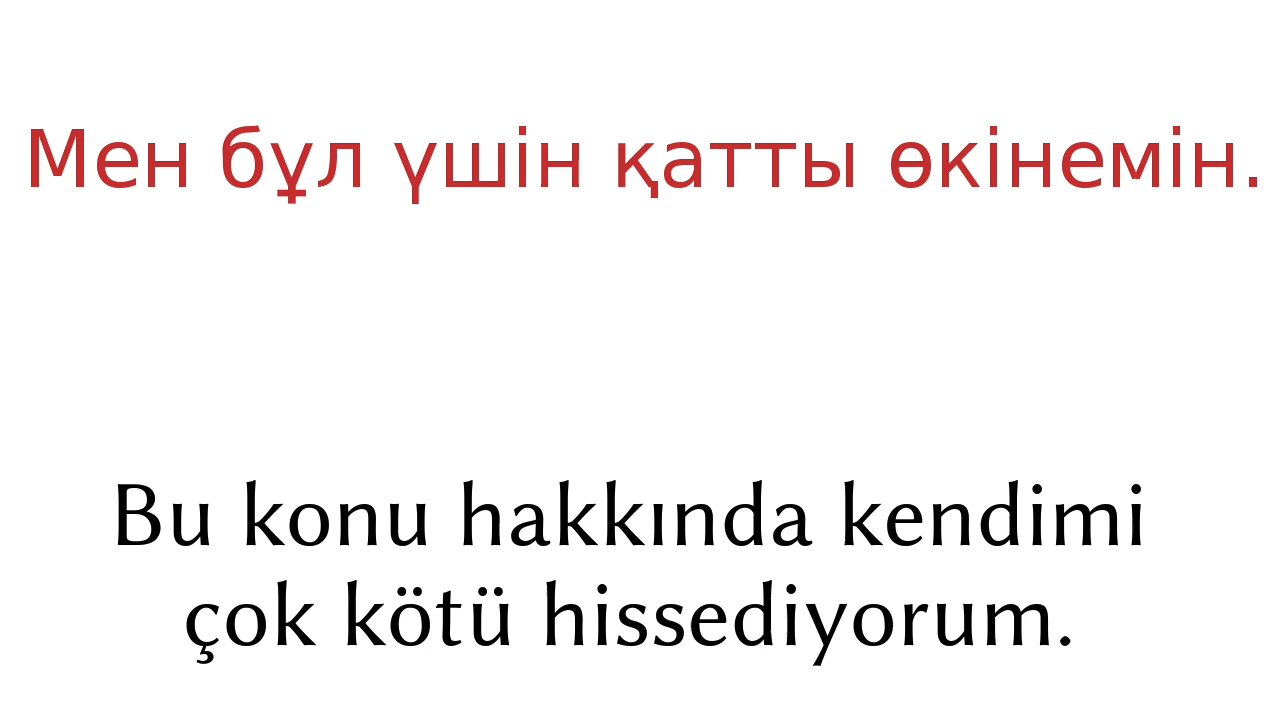 Мен бұл үшін қатты өкінемін.
Bu konu hakkında kendimi
çok kötü hissediyorum.